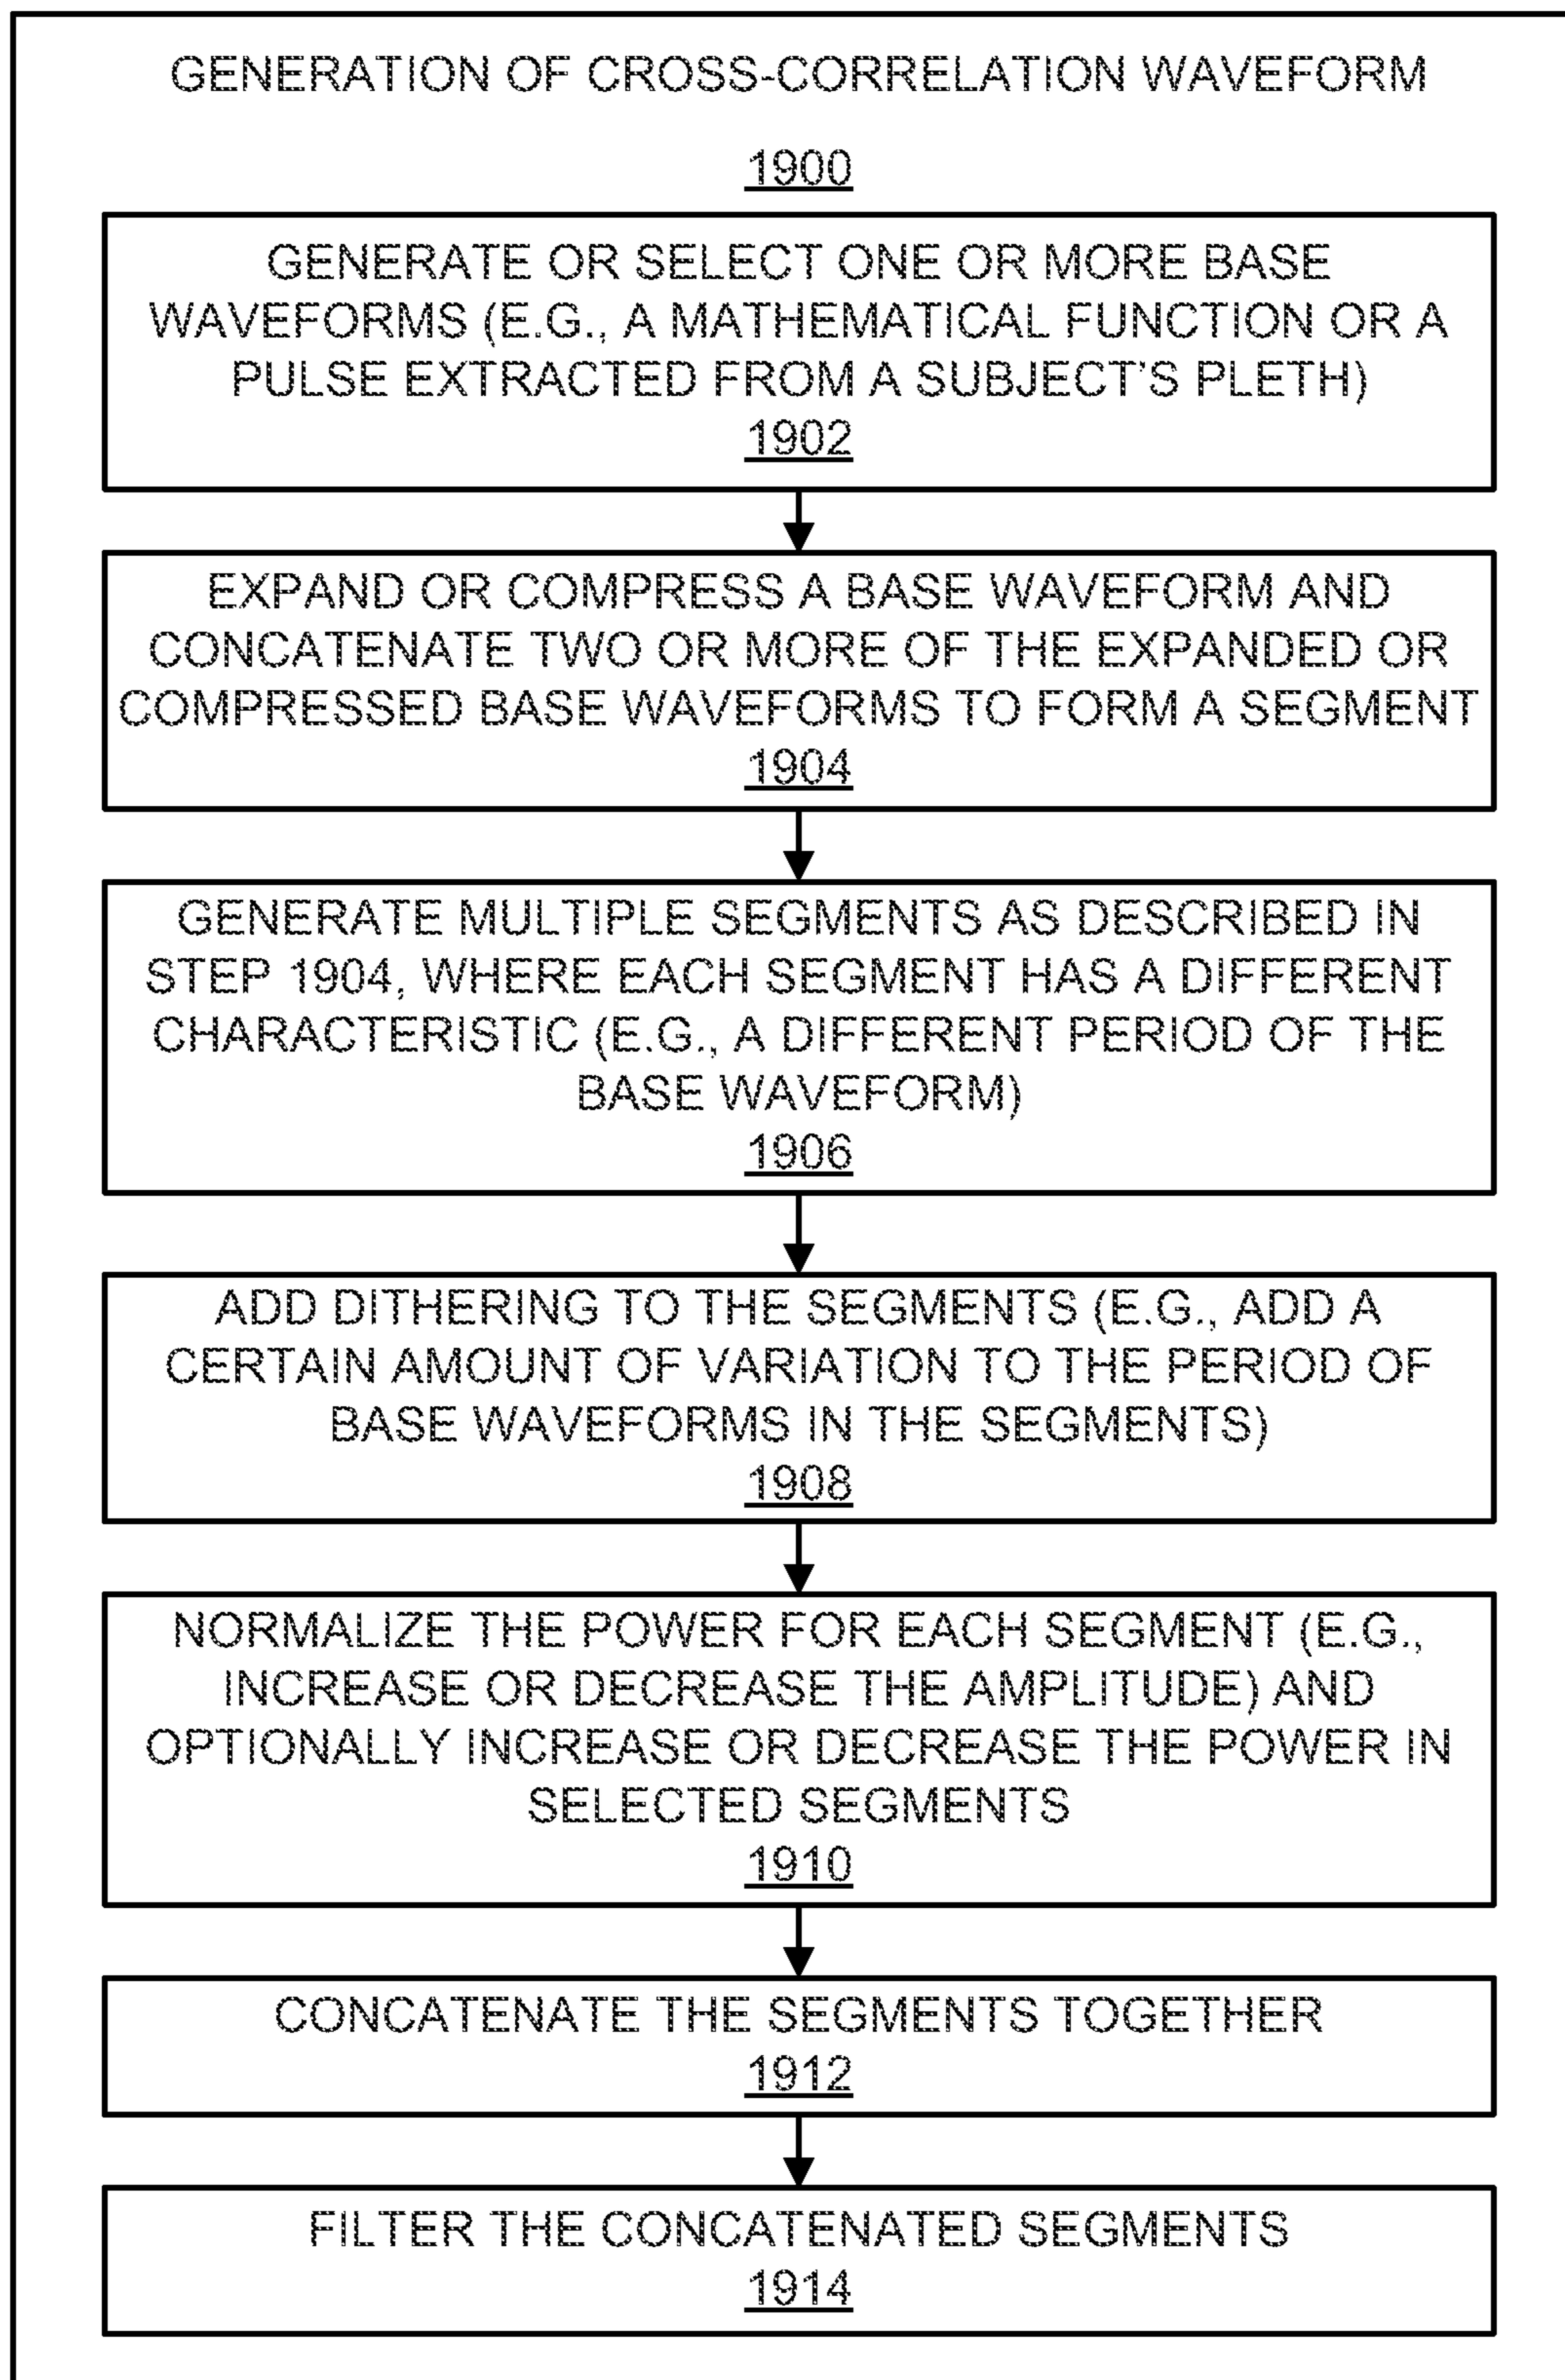 GENERATION OF CROSS-CORRELATION WAVEFORM
1900
GENERATE OR SELECT ONE OR MORE BASE
WAVEFORMS (E.G., A MATHEMATICAL FUNCTION OR A
PULSE EXTRACTED FROM A SUBJECT'S PLETH)
1902
EXPAND OR COMPRESS A BASE WAVEFORM AND
CONCATENATE TWO OR MORE OF THE EXPANDED OR
COMPRESSED BASE WAVEFORMS TO FORM A SEGMENT
1904
GENERATE MULTIPLE SEGMENTS AS DESCRIBED IN
STEP 1904, WHERE EACH SEGMENT HAS A DIFFERENT
CHARACTERISTIC (E.G., A DIFFERENT PERIOD OF THE
BASE WAVEFORM)
1906
ADD DITHERING TO THE SEGMENTS (E.G., ADD A
CERTAIN AMOUNT OF VARIATION TO THE PERIOD OF
BASE WAVEFORMS IN THE SEGMENTS)
1908
NORMALIZE THE POWER FOR EACH SEGMENT (E.G.,
INCREASE OR DECREASE THE AMPLITUDE) AND
OPTIONALLY INCREASE OR DECREASE THE POWER IN
SELECTED SEGMENTS
1910
CONCATENATE THE SEGMENTS TOGETHER
1912
FILTER THE CONCATENATED SEGMENTS
1914